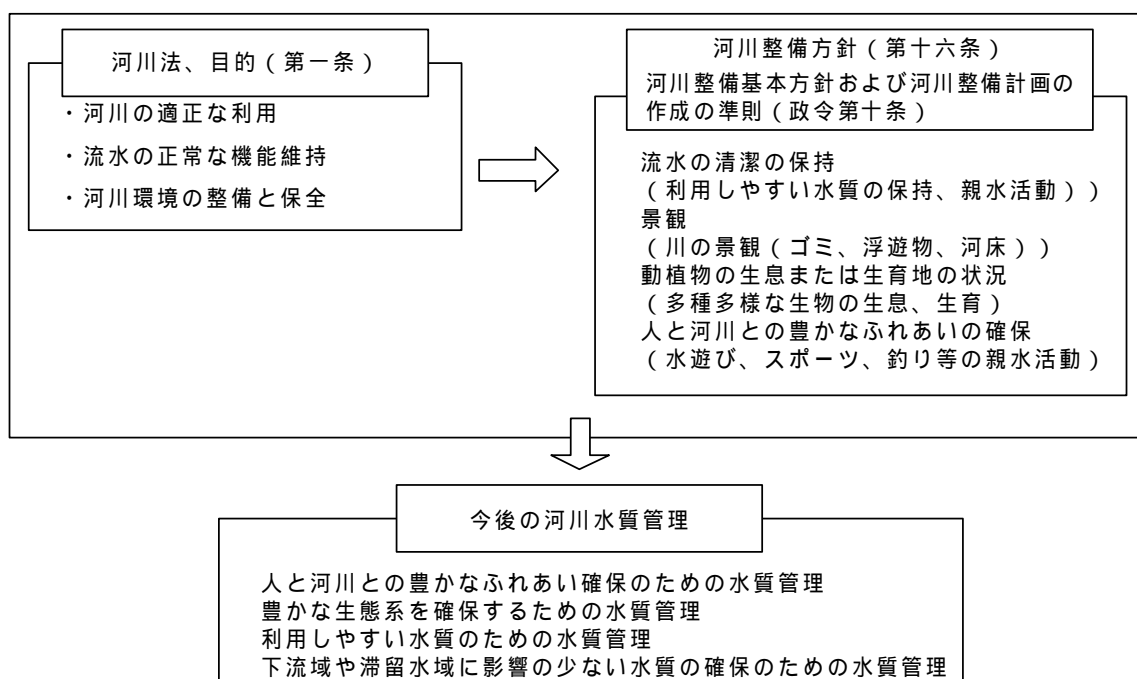 河川法、目的(第一条)
・河川の適正な利用
・流水の正常な機能維持
・河川環境の整備と保全
河川整備方針(第十六条)
河川整備基本方針および河川整備計画の
作成の準則(政令第十条)
流水の清潔の保持
(利用しやすい水質の保持、親水活動))
景観
(川の景観(ゴミ、浮遊物、河床))
動植物の生息または生育地の状況
(多種多様な生物の生息、生育)
人と河川との豊かなふれあいの確保
(水遊び、スポーツ、釣り等の親水活動)
今後の河川水質管理
人と河川との豊かなふれあい確保のための水質管理
豊かな生態系を確保するための水質管理
利用しやすい水質のための水質管理
下流域や滞留水域に影響の少ない水質の確保のための水質管理